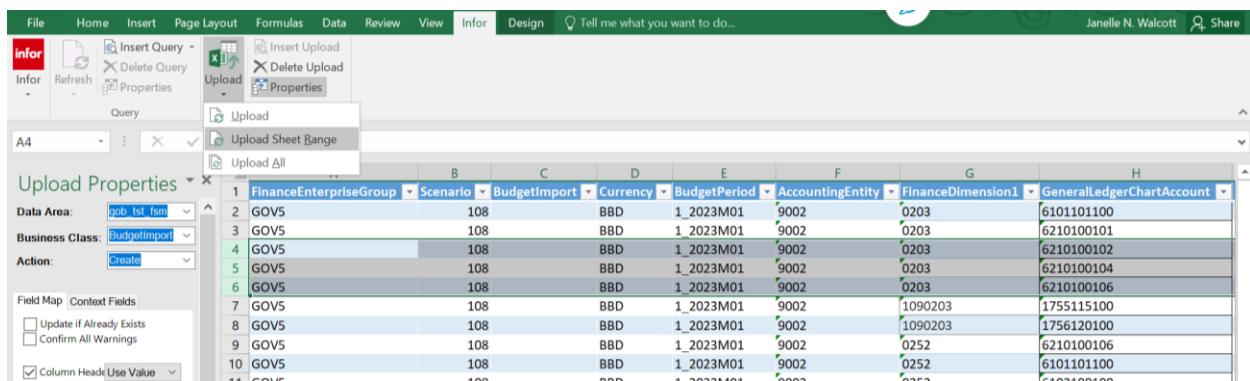 File Home Insert Page Layout Formulas Data Review View Infor Design Tell me what you want to do... Janelle N. Walcott Share
infor
Infor
Refresh
Insert Query
Delete Query
Properties
Query
Upload
Insert Upload
Delete Upload
Properties
Upload
Upload Sheet Range
Upload All
A4
Upload Properties
Data Area: gob_tst_fsm
Business Class: BudgetImport
Action: Create
Field Map Context Fields
Update if Already Exists
Confirm All Warnings
Column Heade Use Value
B C D E F G H
1 FinanceEnterpriseGroup Scenario BudgetImport Currency BudgetPeriod AccountingEntity FinanceDimension1 GeneralLedgerChartAccount
2 GOV5 108 BBD 1_2023M01 9002 0203 6101101100
3 GOV5 108 BBD 1_2023M01 9002 0203 6210100101
4 GOV5 108 BBD 1_2023M01 9002 0203 6210100102
5 GOV5 108 BBD 1_2023M01 9002 0203 6210100104
6 GOV5 108 BBD 1_2023M01 9002 0203 6210100106
7 GOV5 108 BBD 1_2023M01 9002 1090203 1755115100
8 GOV5 108 BBD 1_2023M01 9002 1090203 1756120100
9 GOV5 108 BBD 1_2023M01 9002 0252 6210100106
10 GOV5 108 BBD 1_2023M01 9002 0252 6101101100